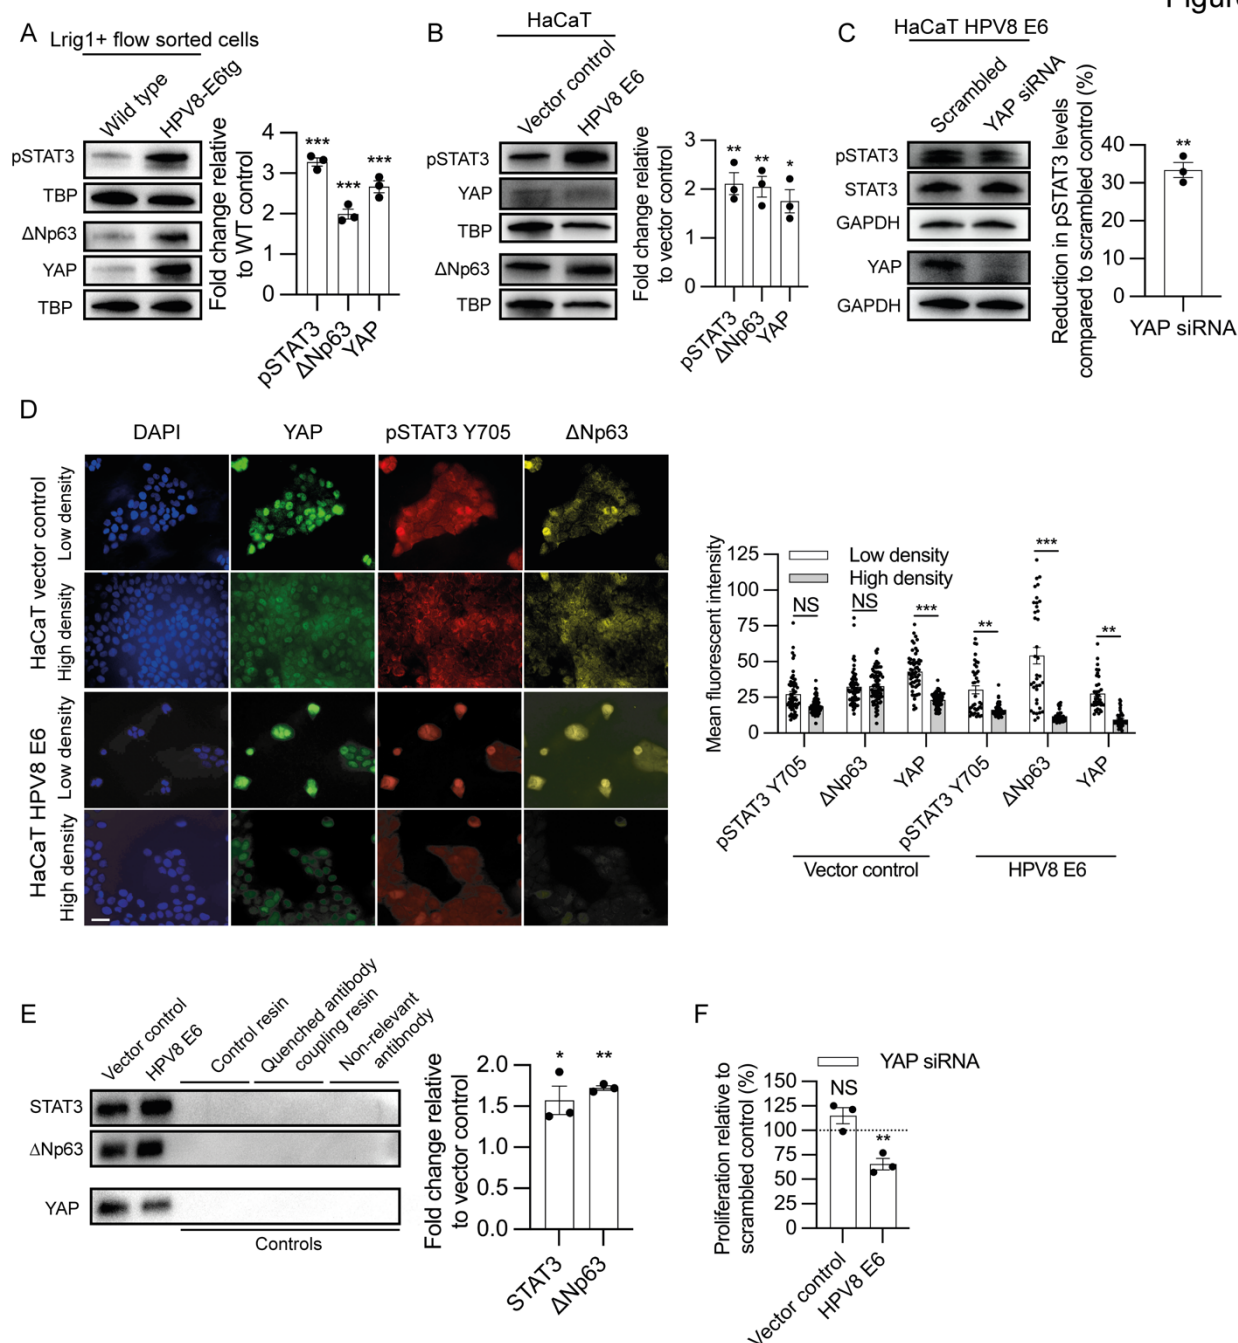 Figure
A
Lrig1+ flow sorted cells
Wild type
HPV8-E6tg
pSTAT3
TBP
ΔNp63
YAP
TBP
Fold change relative
to WT control
4
3
2
1
0
***
***
***
pSTAT3
ΔNp63
YAP
B
HaCaT
Vector control
HPV8 E6
pSTAT3
YAP
TBP
ΔNp63
TBP
Fold change relative
to vector control
3
2
1
0
**
**
*
pSTAT3
ΔNp63
YAP
C
HaCaT HPV8 E6
Scrambled
YAP siRNA
pSTAT3
STAT3
GAPDH
YAP
GAPDH
Reduction in pSTAT3 levels
compared to scrambled control (%)
40
30
20
10
0
**
YAP siRNA
D
DAPI
YAP
pSTAT3 Y705
ΔNp63
HaCaT vector control
Low density
High density
HaCaT HPV8 E6
Low density
High density
Mean fluorescent intensity
125
100
75
50
25
0
Low density
High density
NS
NS
***
**
***
**
pSTAT3 Y705
ΔNp63
YAP
pSTAT3 Y705
ΔNp63
YAP
Vector control
HPV8 E6
E
Vector control
HPV8 E6
Control resin
Quenched antibody
coupling resin
Non-relevant
antibnody
STAT3
ΔNp63
YAP
Controls
Fold change relative
to vector control
2.0
1.5
1.0
0.5
0.0
*
**
STAT3
ΔNp63
F
YAP siRNA
Proliferation relative to
scrambled control (%)
150
125
100
75
50
25
0
NS
**
Vector control
HPV8 E6